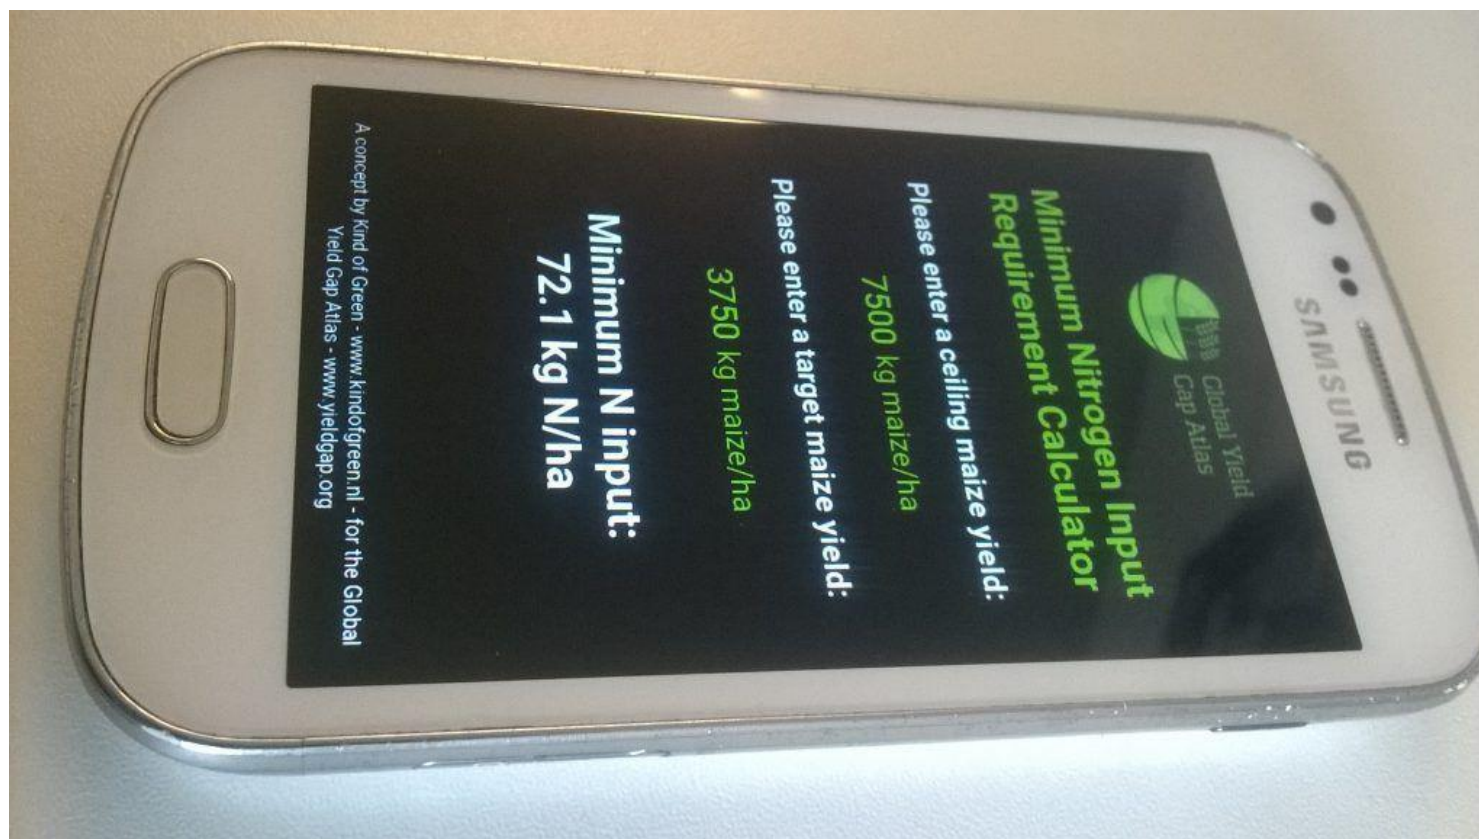 SAMSUNG
Global Yield
Gap Atlas
Minimum Nitrogen Input
Requirement Calculator
Please enter a ceiling maize yield:
7500 kg maize/ha
Please enter a target maize yield:
3750 kg maize/ha
Minimum N input:
72.1 kg N/ha
A concept by Kind of Green - www.kindofgreen.nl - for the Global
Yield Gap Atlas - www.yieldgap.org